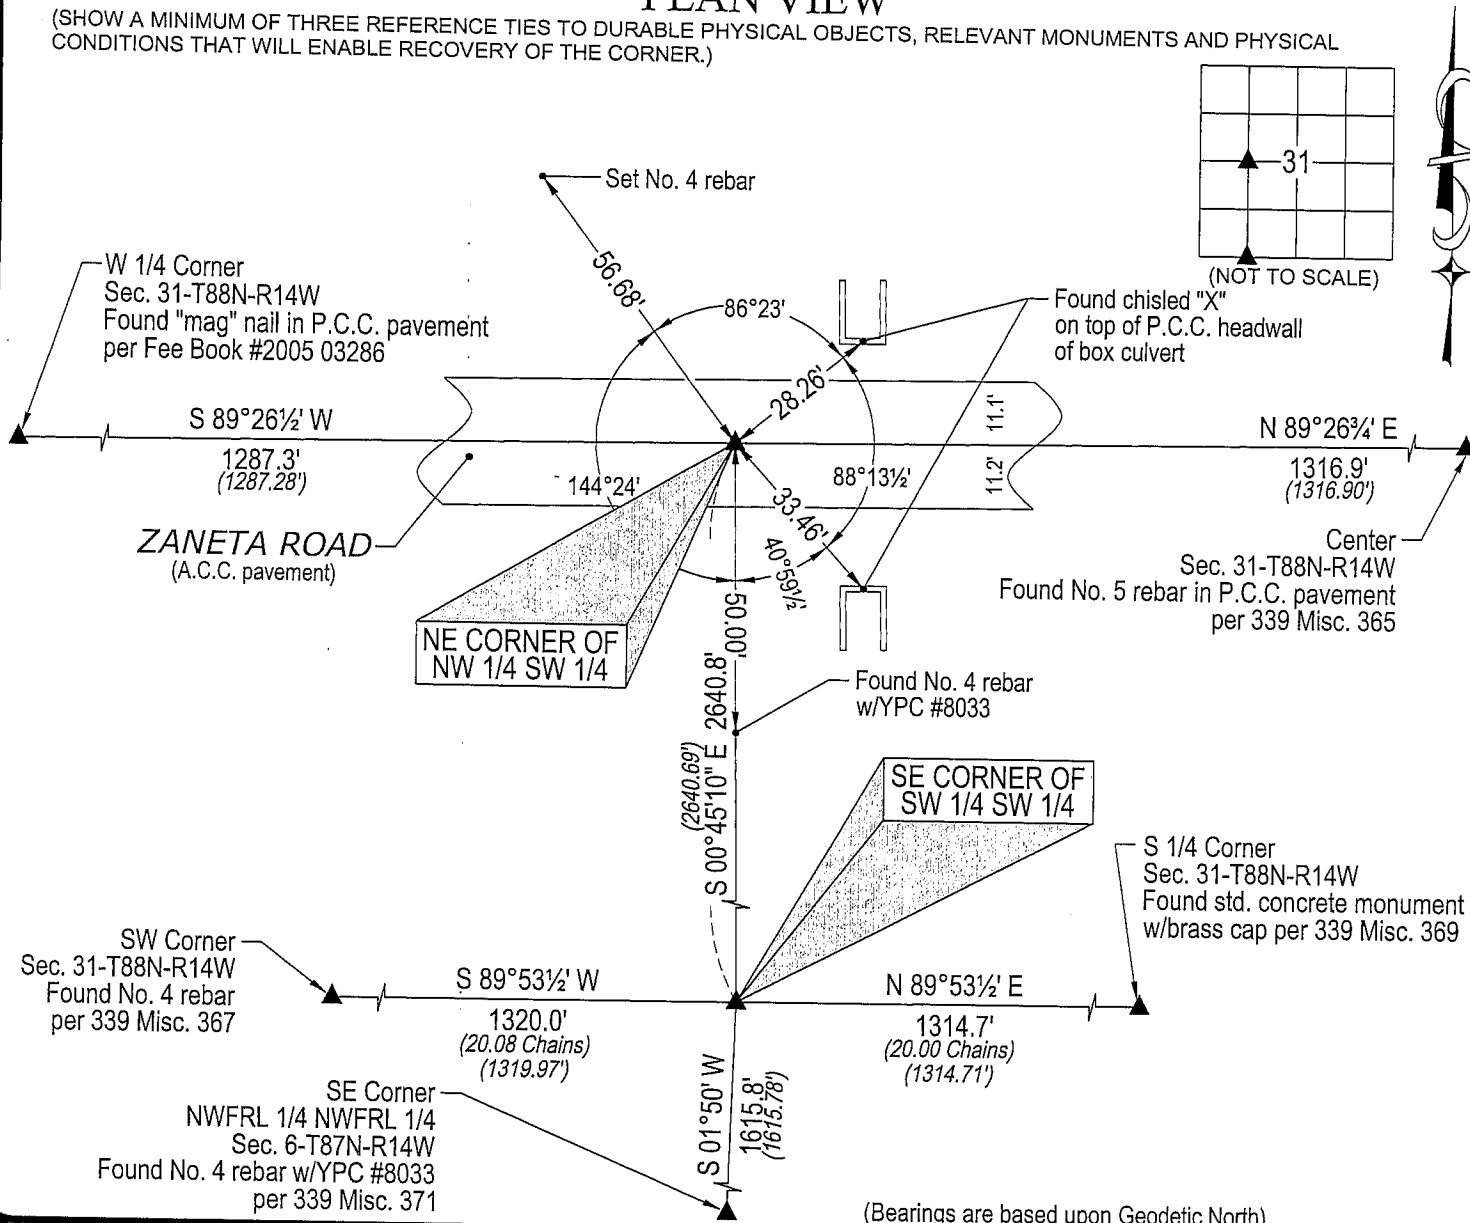 PLAN VIEW
(SHOW A MINIMUM OF THREE REFERENCE TIES TO DURABLE PHYSICAL OBJECTS, RELEVANT MONUMENTS AND PHYSICAL
CONDITIONS THAT WILL ENABLE RECOVERY OF THE CORNER.)
31
(NOT TO SCALE)
Set No. 4 rebar
56.68'
86°23'
W 1/4 Corner
Sec. 31-T88N-R14W
Found "mag" nail in P.C.C. pavement
per Fee Book #2005 03286
Found chisled "X"
on top of P.C.C. headwall
of box culvert
28.26'
11.1'
S 89°26½' W
1287.3'
(1287.28')
N 89°26¾' E
1316.9'
(1316.90')
144°24'
88°13½'
11.2'
33.46'
40°59½'
ZANETA ROAD
(A.C.C. pavement)
Center
Sec. 31-T88N-R14W
Found No. 5 rebar in P.C.C. pavement
per 339 Misc. 365
NE CORNER OF
NW 1/4 SW 1/4
50.00'
Found No. 4 rebar
w/YPC #8033
S 00°45'10" E 2640.8'
(2640.69')
SE CORNER OF
SW 1/4 SW 1/4
S 1/4 Corner
Sec. 31-T88N-R14W
Found std. concrete monument
w/brass cap per 339 Misc. 369
SW Corner
Sec. 31-T88N-R14W
Found No. 4 rebar
per 339 Misc. 367
S 89°53½' W
1320.0'
(20.08 Chains)
(1319.97')
N 89°53½' E
1314.7'
(20.00 Chains)
(1314.71')
SE Corner
NWFRL 1/4 NWFRL 1/4
Sec. 6-T87N-R14W
Found No. 4 rebar w/YPC #8033
per 339 Misc. 371
S 01°50' W
1615.8'
(1615.78')
(Bearings are based upon Geodetic North)